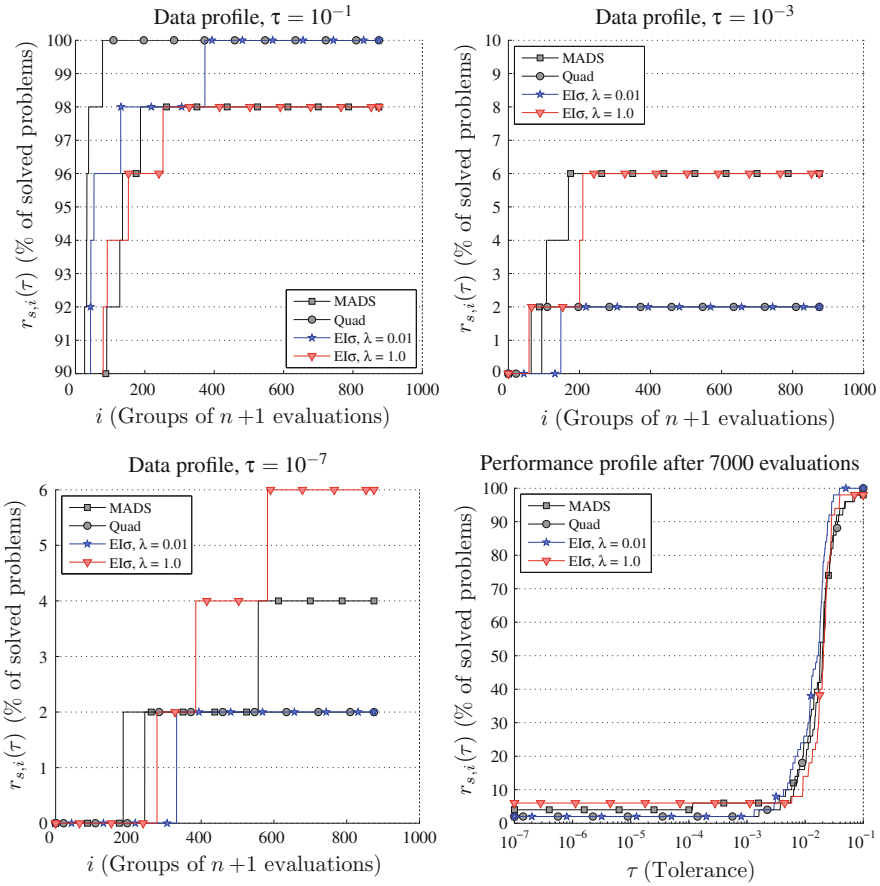 Data profile, τ = 10⁻¹
r_{s,i}(τ) (% of solved problems)
100
99
98
97
96
95
94
93
92
91
90
0
200
400
600
800
1000
MADS
Quad
EIσ, λ = 0.01
EIσ, λ = 1.0
i (Groups of n+1 evaluations)
Data profile, τ = 10⁻³
r_{s,i}(τ) (% of solved problems)
10
9
8
7
6
5
4
3
2
1
0
0
200
400
600
800
1000
MADS
Quad
EIσ, λ = 0.01
EIσ, λ = 1.0
i (Groups of n+1 evaluations)
Data profile, τ = 10⁻⁷
r_{s,i}(τ) (% of solved problems)
6
5
4
3
2
1
0
0
200
400
600
800
1000
MADS
Quad
EIσ, λ = 0.01
EIσ, λ = 1.0
i (Groups of n+1 evaluations)
Performance profile after 7000 evaluations
r_{s,i}(τ) (% of solved problems)
100
90
80
70
60
50
40
30
20
10
0
10⁻⁷
10⁻⁶
10⁻⁵
10⁻⁴
10⁻³
10⁻²
10⁻¹
MADS
Quad
EIσ, λ = 0.01
EIσ, λ = 1.0
τ (Tolerance)